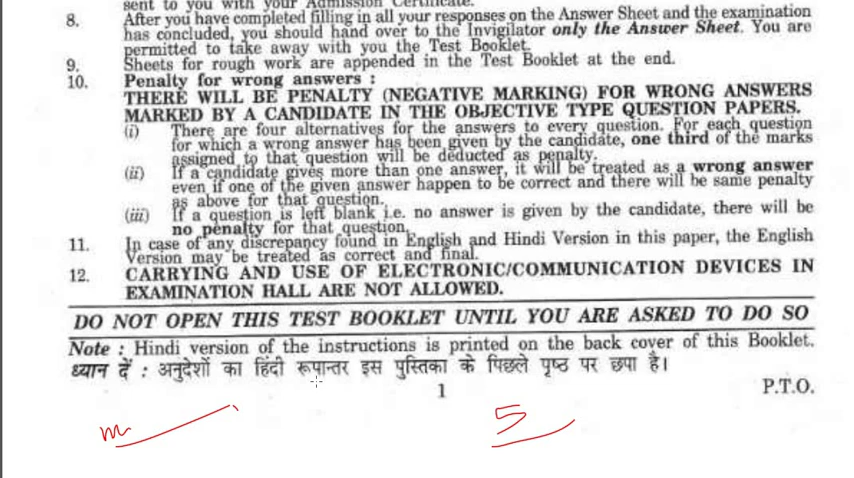 sent to you with your Admission Certificate.
8. After you have completed filling in all your responses on the Answer Sheet and the examination
has concluded, you should hand over to the Invigilator only the Answer Sheet. You are
permitted to take away with you the Test Booklet.
9. Sheets for rough work are appended in the Test Booklet at the end.
10. Penalty for wrong answers :
THERE WILL BE PENALTY (NEGATIVE MARKING) FOR WRONG ANSWERS
MARKED BY A CANDIDATE IN THE OBJECTIVE TYPE QUESTION PAPERS.
(i) There are four alternatives for the answers to every question. For each question
for which a wrong answer has been given by the candidate, one third of the marks
assigned to that question will be deducted as penalty.
(ii) If a candidate gives more than one answer, it will be treated as a wrong answer
even if one of the given answer happen to be correct and there will be same penalty
as above for that question.
(iii) If a question is left blank i.e. no answer is given by the candidate, there will be
no penalty for that question.
11. In case of any discrepancy found in English and Hindi Version in this paper, the English
Version may be treated as correct and final.
12. CARRYING AND USE OF ELECTRONIC/COMMUNICATION DEVICES IN
EXAMINATION HALL ARE NOT ALLOWED.
DO NOT OPEN THIS TEST BOOKLET UNTIL YOU ARE ASKED TO DO SO
Note : Hindi version of the instructions is printed on the back cover of this Booklet.
ध्यान दें : अनुदेशों का हिंदी रूपान्तर इस पुस्तिका के पिछले पृष्ठ पर छपा है।
1 P.T.O.
m 5